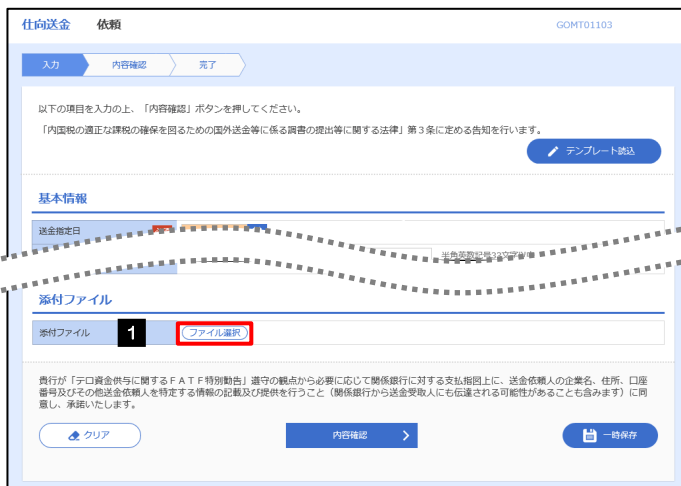 仕向送金 依頼 GOMT01103
入力 内容確認 完了
以下の項目を入力の上、「内容確認」ボタンを押してください。
「内国税の適正な課税の確保を図るための国外送金等に係る調書の提出等に関する法律」第3条に定める告知を行います。
テンプレート読込
基本情報
送金指定日
半角英数記号
添付ファイル
添付ファイル 1 ファイル選択
貴行が「テロ資金供与に関するFATF特別勧告」遵守の観点から必要に応じて関係銀行に対する支払指図上に、送金依頼人の企業名、住所、口座
番号及びその他送金依頼人を特定する情報の記載及び提供を行うこと（関係銀行から送金受取人にも伝達される可能性があることも含みます）に同
意し、承諾いたします。
クリア 内容確認 一時保存